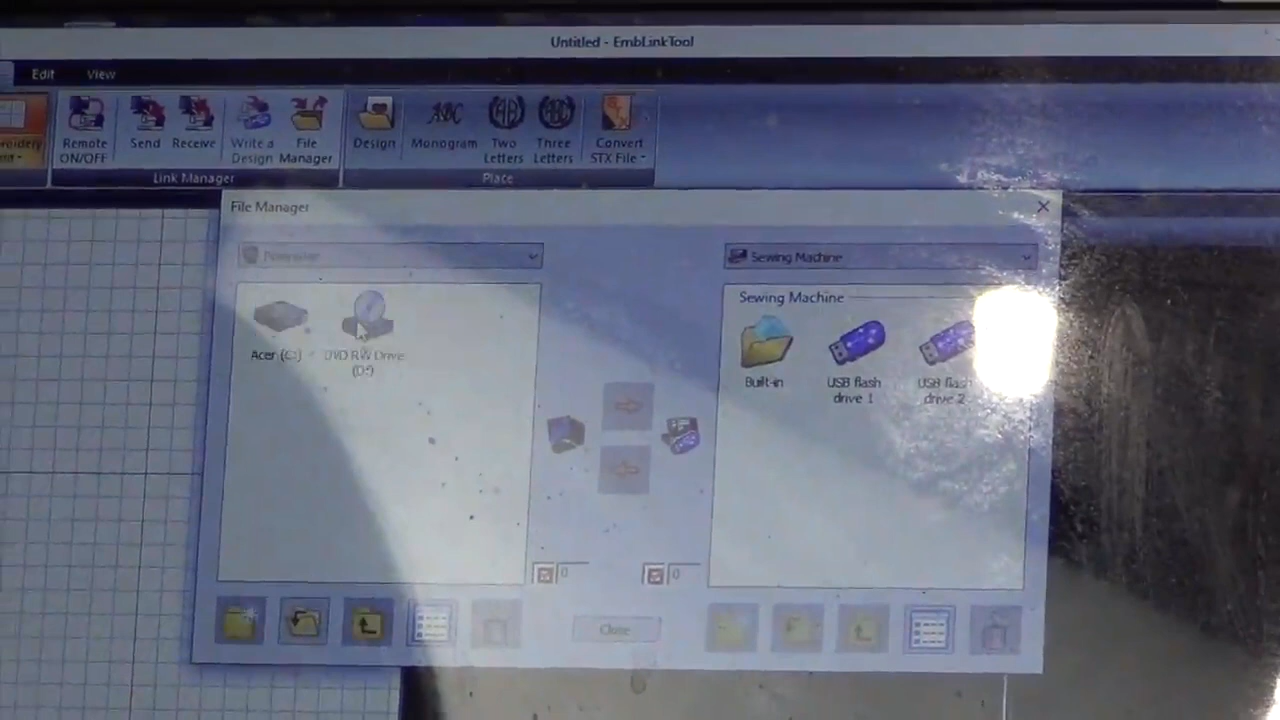 Untitled - EmbLinkTool
Edit View
Remote
ON/OFF
Send
Receive
Write a
Design
File
Manager
Design
Monogram
Two
Letters
Three
Letters
Convert
STX File
Link Manager
Place
File Manager
Sewing Machine
Sewing Machine
Acer (C:)
DVD RW Drive
(D:)
Built-in
USB flash
drive 1
USB flash
drive 2
0
0
Close